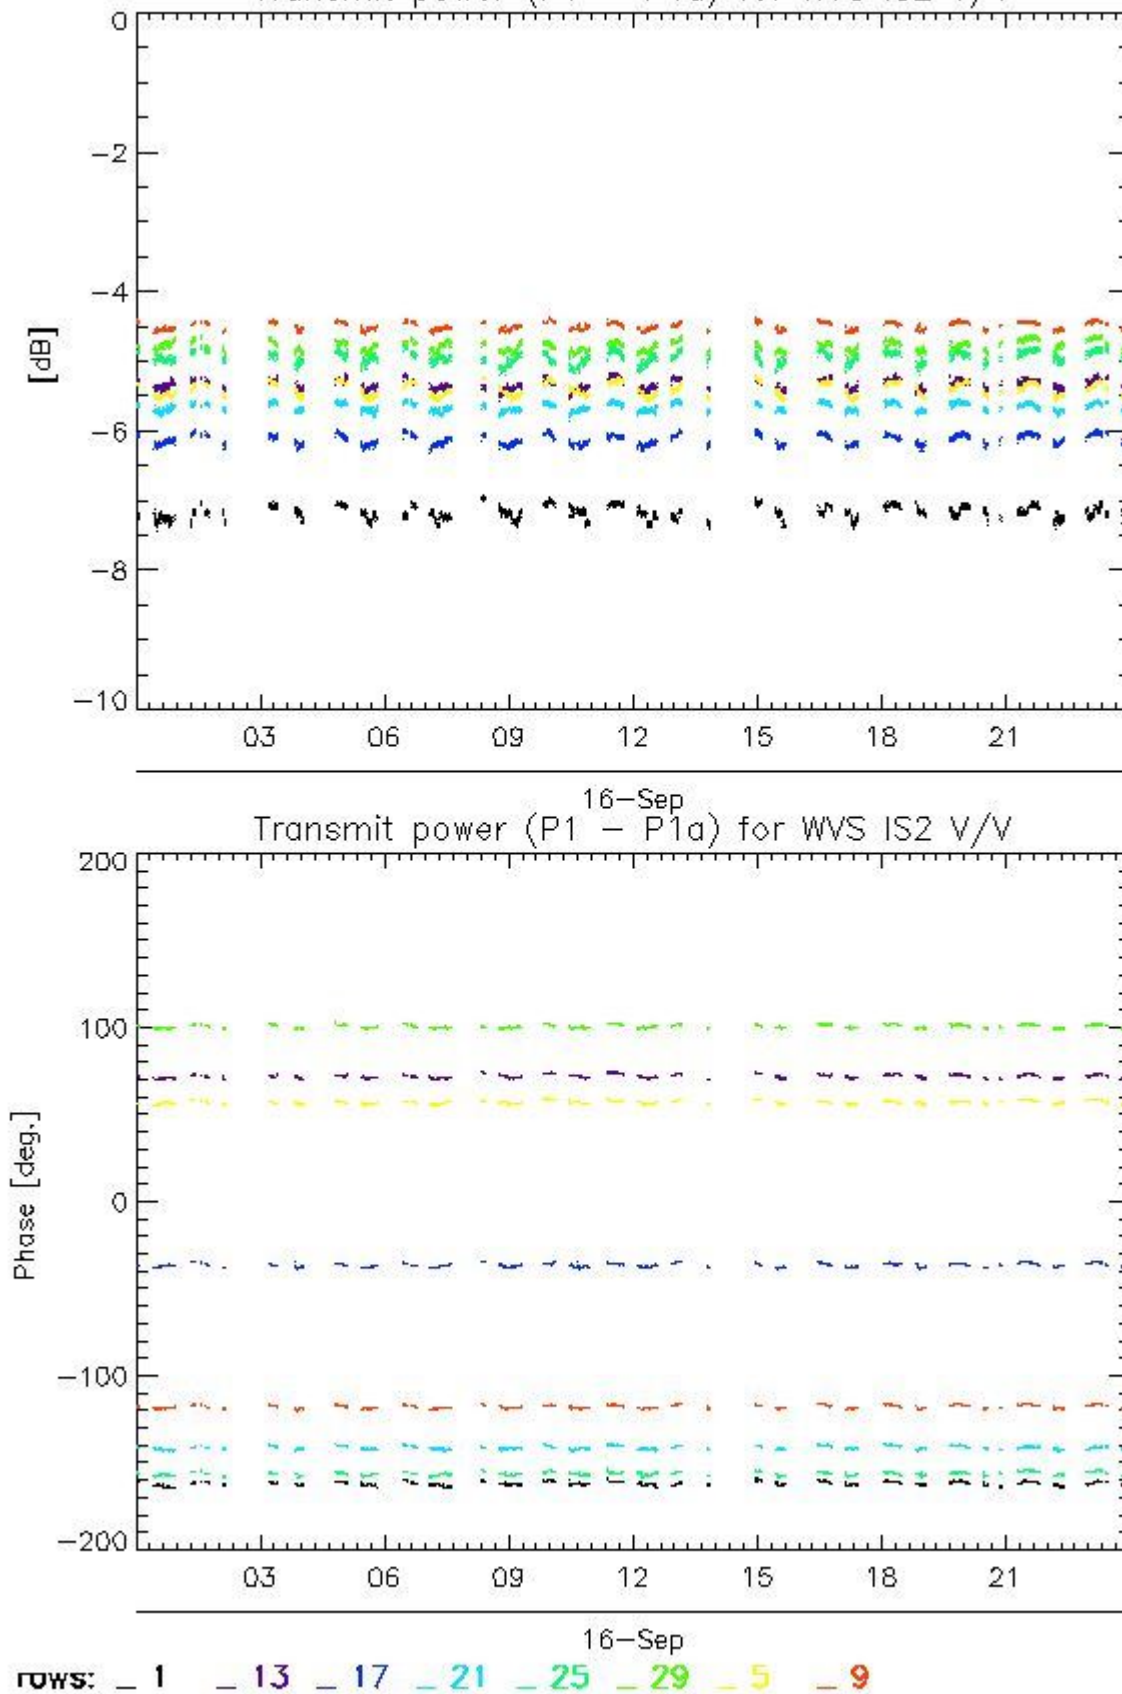 0
−2
−4
[dB]
−6
−8
−10
03 06 09 12 15 18 21
16−Sep
Transmit power (P1 − P1a) for WVS IS2 V/V
200
100
Phase [deg.]
0
−100
−200
03 06 09 12 15 18 21
16−Sep
rows: _ 1 _ 13 _ 17 _ 21 _ 25 _ 29 _ 5 _ 9